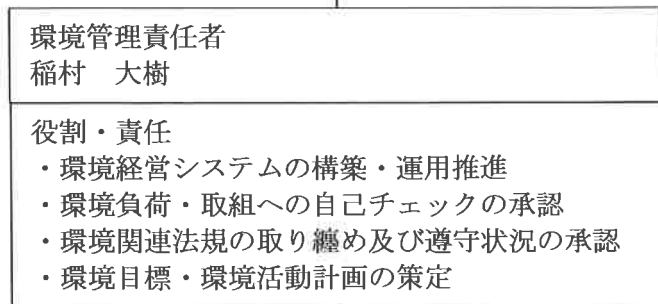 環境管理責任者
稲村　大樹
役割・責任
・環境経営システムの構築・運用推進
・環境負荷・取組への自己チェックの承認
・環境関連法規の取り纏め及び遵守状況の承認
・環境目標・環境活動計画の策定